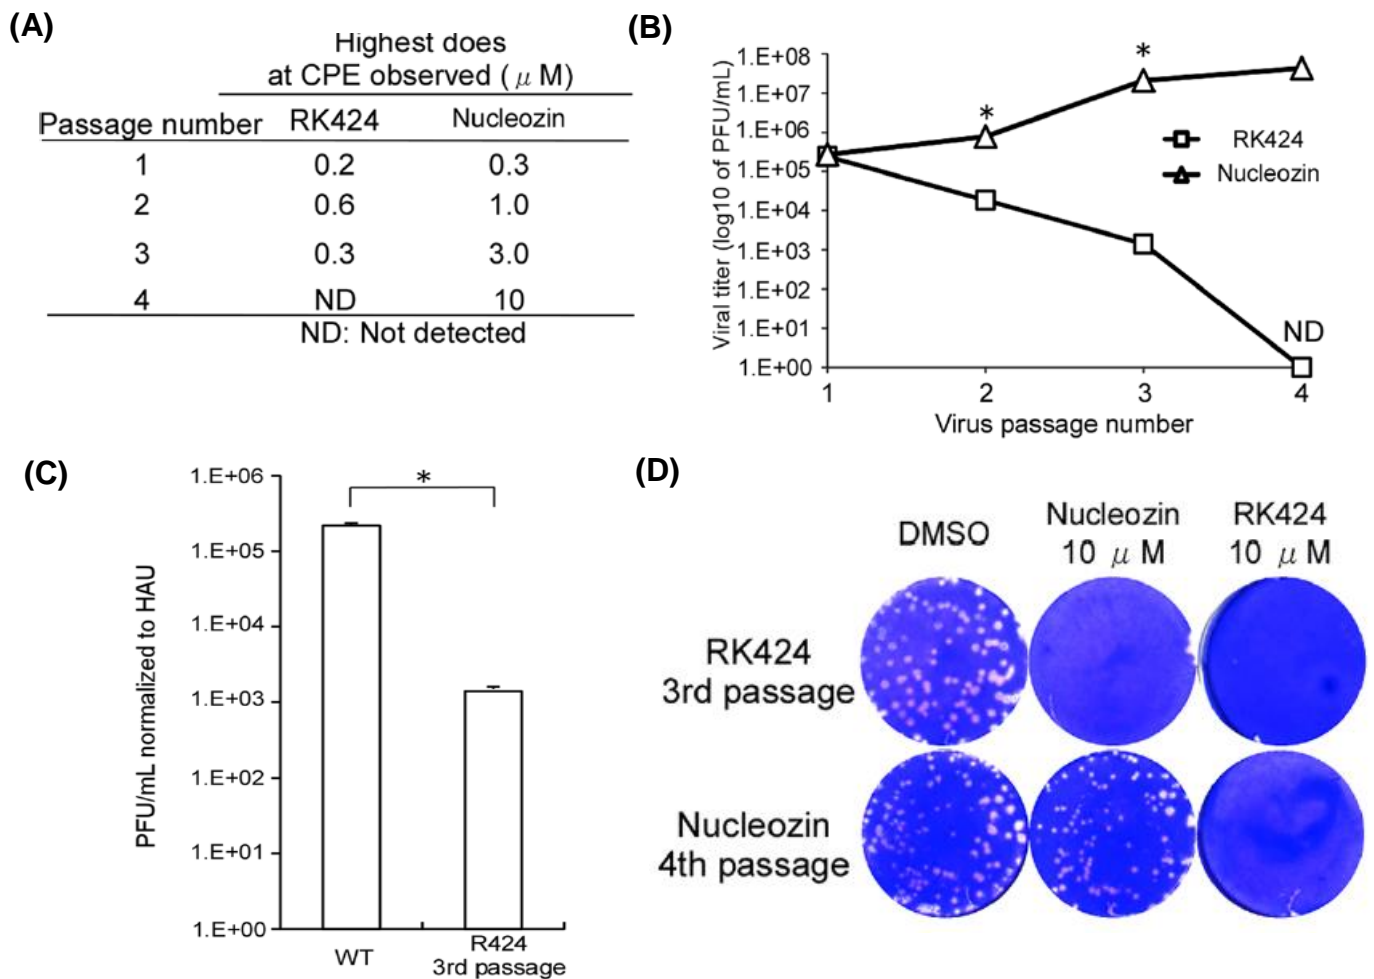 (A)
Highest does
at CPE observed ( μ M)
Passage number RK424 Nucleozin
1 0.2 0.3
2 0.6 1.0
3 0.3 3.0
4 ND 10
ND: Not detected
(B)
Viral titer (log10 of PFU/mL)
1.E+08
1.E+07
1.E+06
1.E+05
1.E+04
1.E+03
1.E+02
1.E+01
1.E+00
*
*
RK424
Nucleozin
ND
1 2 3 4
Virus passage number
(C)
PFU/mL normalized to HAU
1.E+06
1.E+05
1.E+04
1.E+03
1.E+02
1.E+01
1.E+00
*
WT
R424
3rd passage
(D)
DMSO
Nucleozin
10 μ M
RK424
10 μ M
RK424
3rd passage
Nucleozin
4th passage